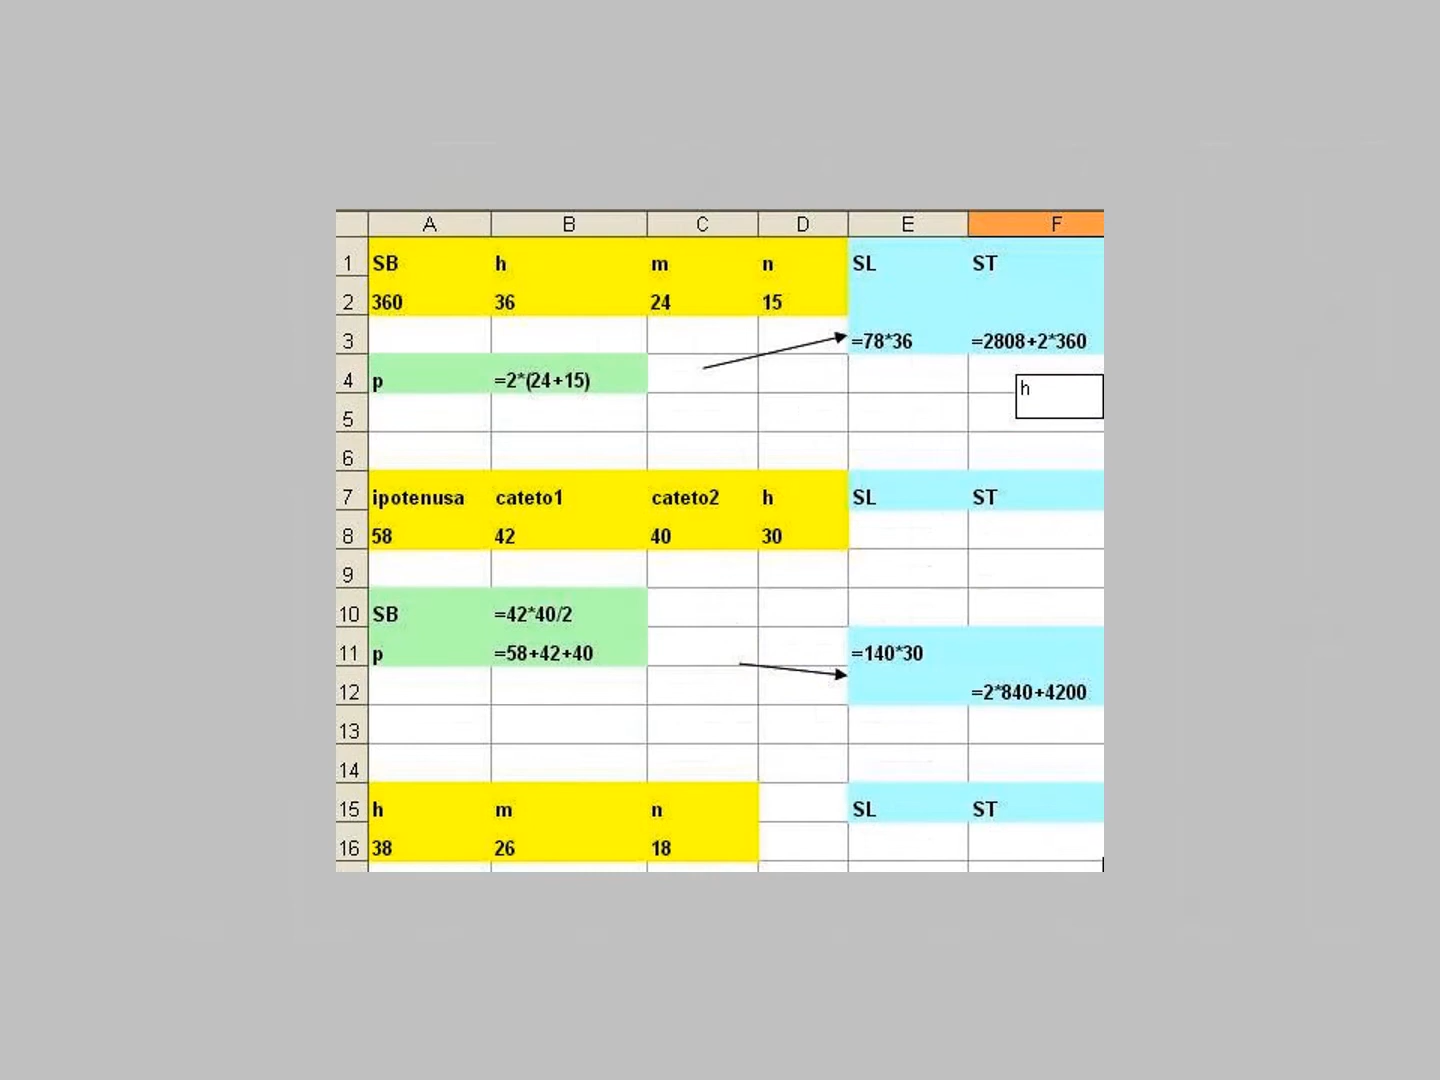 A B C D E F
1 SB h m n SL ST
2 360 36 24 15
3 =78*36 =2808+2*360
4 p =2*(24+15) h
5
6
7 ipotenusa cateto1 cateto2 h SL ST
8 58 42 40 30
9
10 SB =42*40/2
11 p =58+42+40 =140*30
12 =2*840+4200
13
14
15 h m n SL ST
16 38 26 18